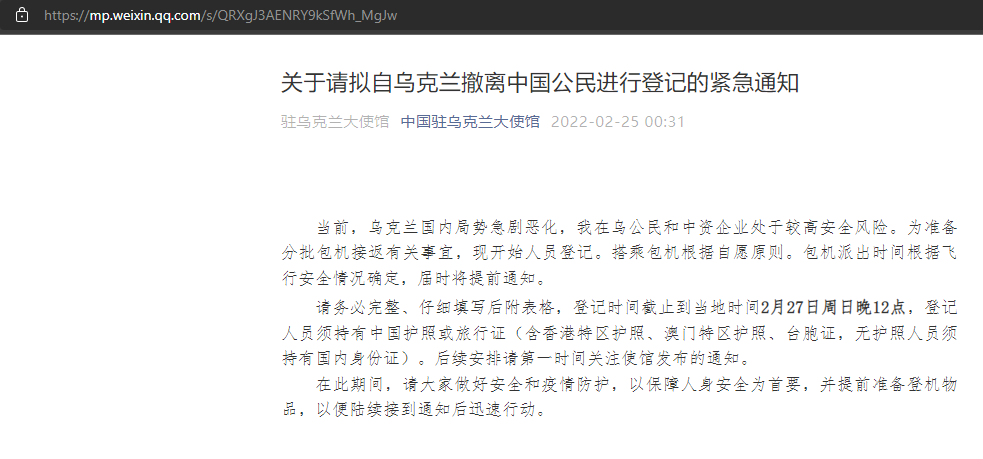 https://mp.weixin.qq.com/s/QRXgJ3AENRY9kSfWh_MgJw
关于请拟自乌克兰撤离中国公民进行登记的紧急通知
驻乌克兰大使馆 中国驻乌克兰大使馆 2022-02-25 00:31
当前，乌克兰国内局势急剧恶化，我在乌公民和中资企业处于较高安全风险。为准备
分批包机接返有关事宜，现开始人员登记。搭乘包机根据自愿原则。包机派出时间根据飞
行安全情况确定，届时将提前通知。
请务必完整、仔细填写后附表格，登记时间截止到当地时间2月27日周日晚12点，登记
人员须持有中国护照或旅行证（含香港特区护照、澳门特区护照、台胞证，无护照人员须
持有国内身份证）。后续安排请第一时间关注使馆发布的通知。
在此期间，请大家做好安全和疫情防护，以保障人身安全为首要，并提前准备登机物
品，以便陆续接到通知后迅速行动。